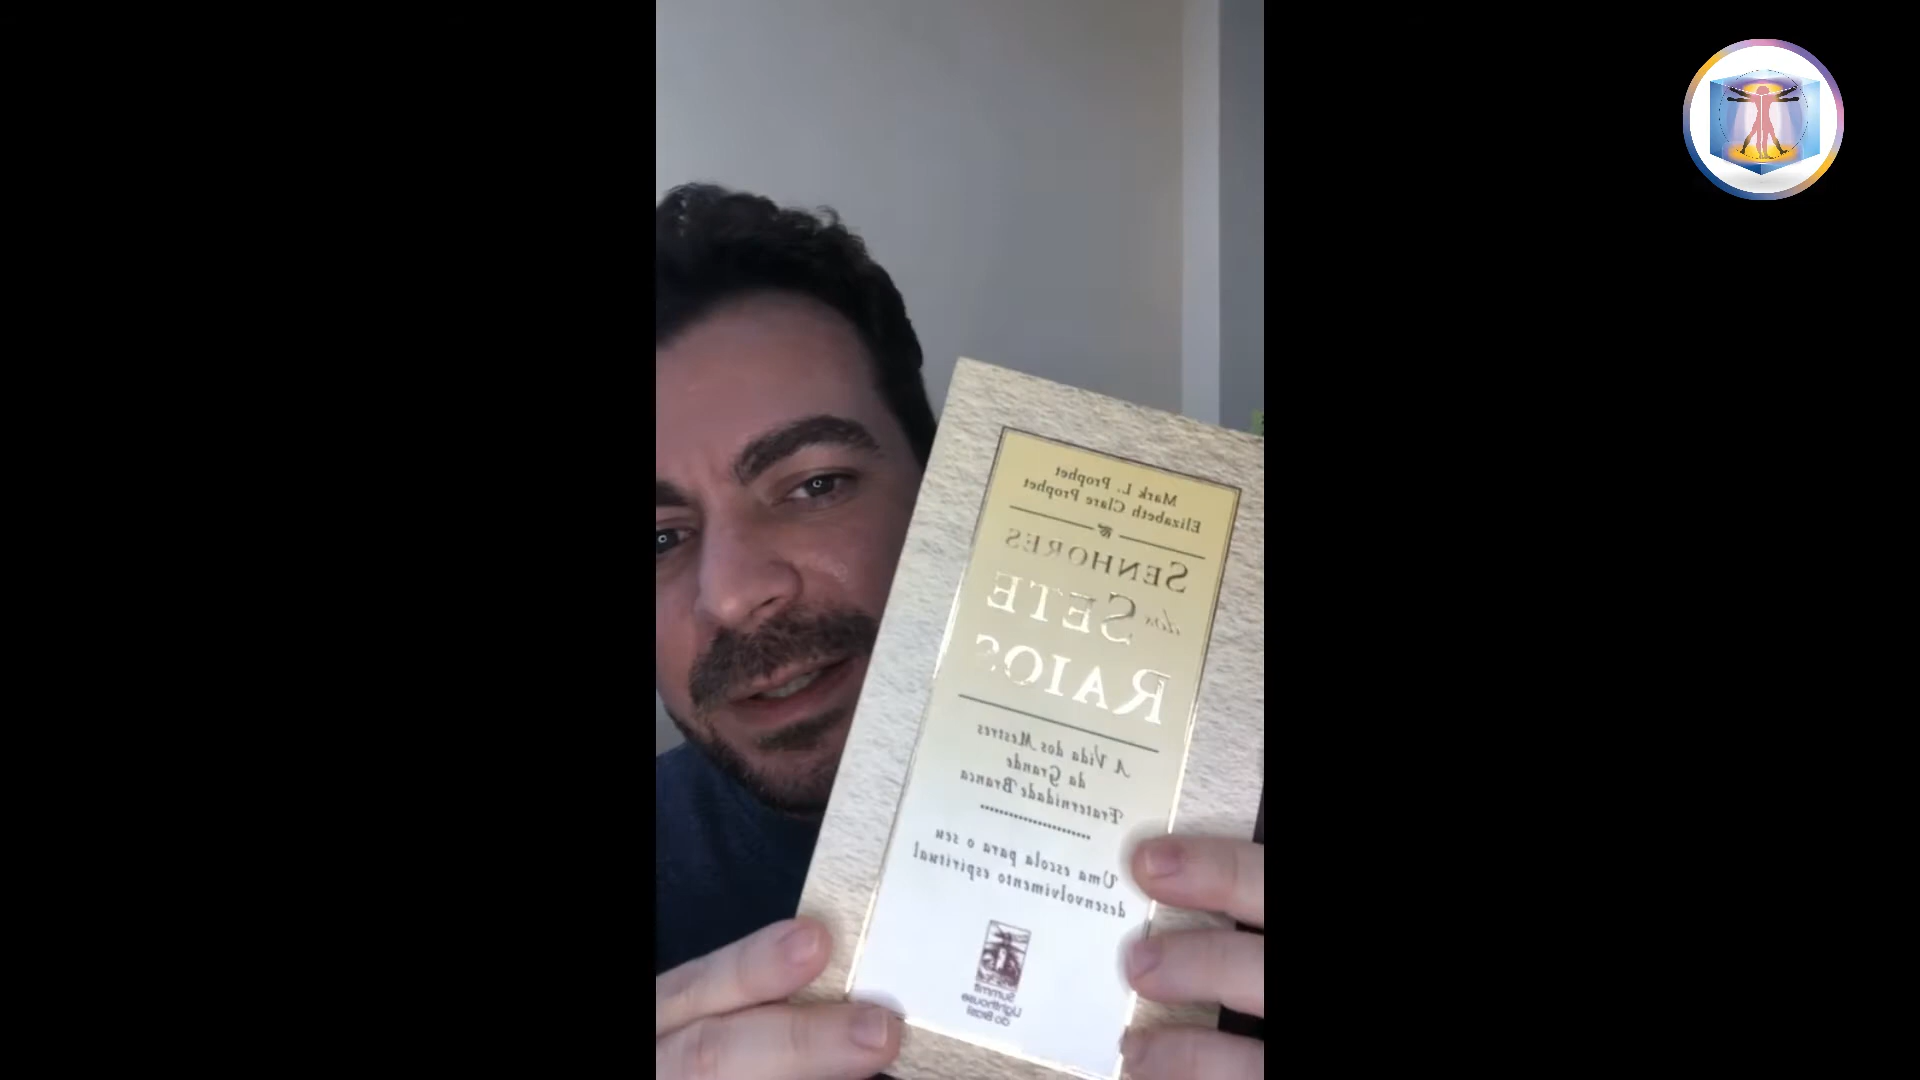 Mark L. Prophet
Elizabeth Clare Prophet
SENHORES
dos SETE
RAIOS
A Vida dos Mestres
da Grande
Fraternidade Branca
Uma escola para o seu
desenvolvimento espiritual
Summit
Lighthouse
do Brasil